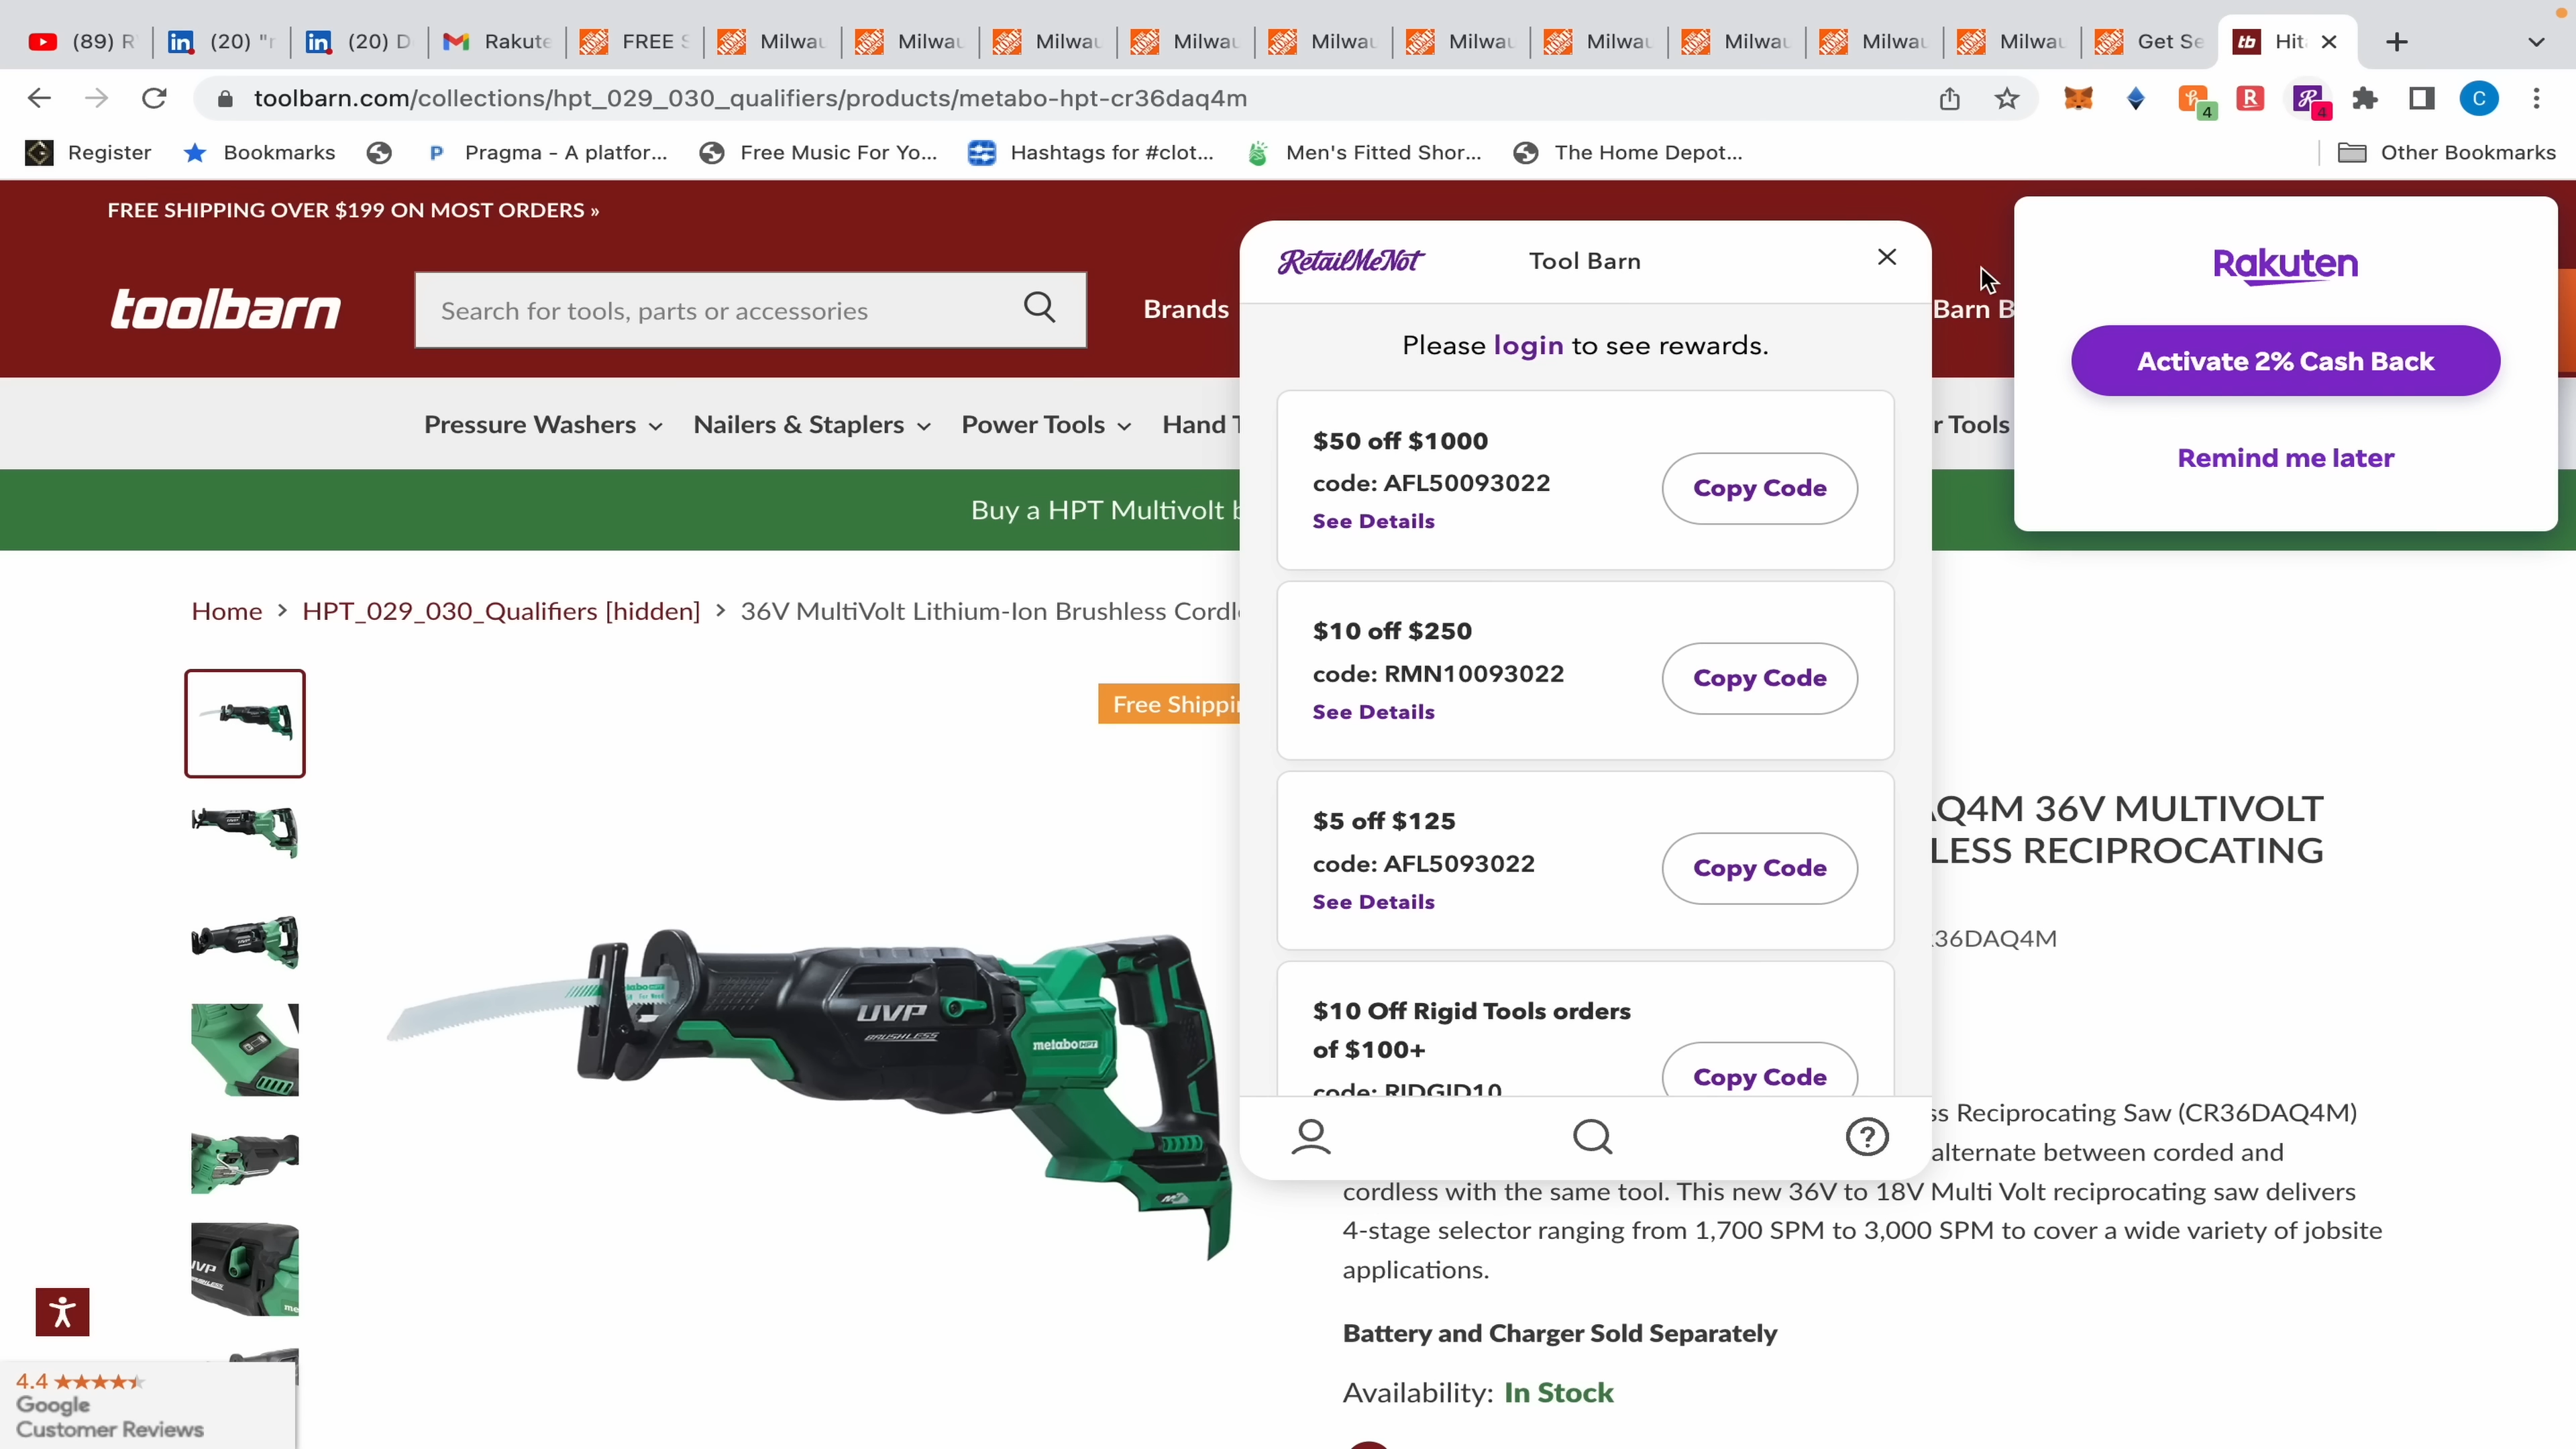 (89) R
(20) "r
(20) D
Rakute
FREE S
Milwau
Milwau
Milwau
Milwau
Milwau
Milwau
Milwau
Milwau
Milwau
Milwau
Get Se
tb Hit
toolbarn.com/collections/hpt_029_030_qualifiers/products/metabo-hpt-cr36daq4m
4
R
4
C
Register
Bookmarks
Pragma - A platfor...
Free Music For Yo...
Hashtags for #clot...
Men's Fitted Shor...
The Home Depot...
Other Bookmarks
FREE SHIPPING OVER $199 ON MOST ORDERS »
toolbarn
Search for tools, parts or accessories
Brands
Barn B
Pressure Washers
Nailers & Staplers
Power Tools
Hand T
r Tools
Buy a HPT Multivolt b
Rakuten
Activate 2% Cash Back
Remind me later
RetailMeNot
Tool Barn
Please login to see rewards.
$50 off $1000
code: AFL50093022
See Details
Copy Code
$10 off $250
code: RMN10093022
See Details
Copy Code
$5 off $125
code: AFL5093022
See Details
Copy Code
$10 Off Rigid Tools orders
of $100+
code: RIDGID10
Copy Code
Home > HPT_029_030_Qualifiers [hidden] > 36V MultiVolt Lithium-Ion Brushless Cordl
Free Shippi
UVP
BRUSHLESS
metabo HPT
Q4M 36V MULTIVOLT
LESS RECIPROCATING
36DAQ4M
ss Reciprocating Saw (CR36DAQ4M)
alternate between corded and
cordless with the same tool. This new 36V to 18V Multi Volt reciprocating saw delivers
4-stage selector ranging from 1,700 SPM to 3,000 SPM to cover a wide variety of jobsite
applications.
Battery and Charger Sold Separately
Availability: In Stock
4.4
Google
Customer Reviews